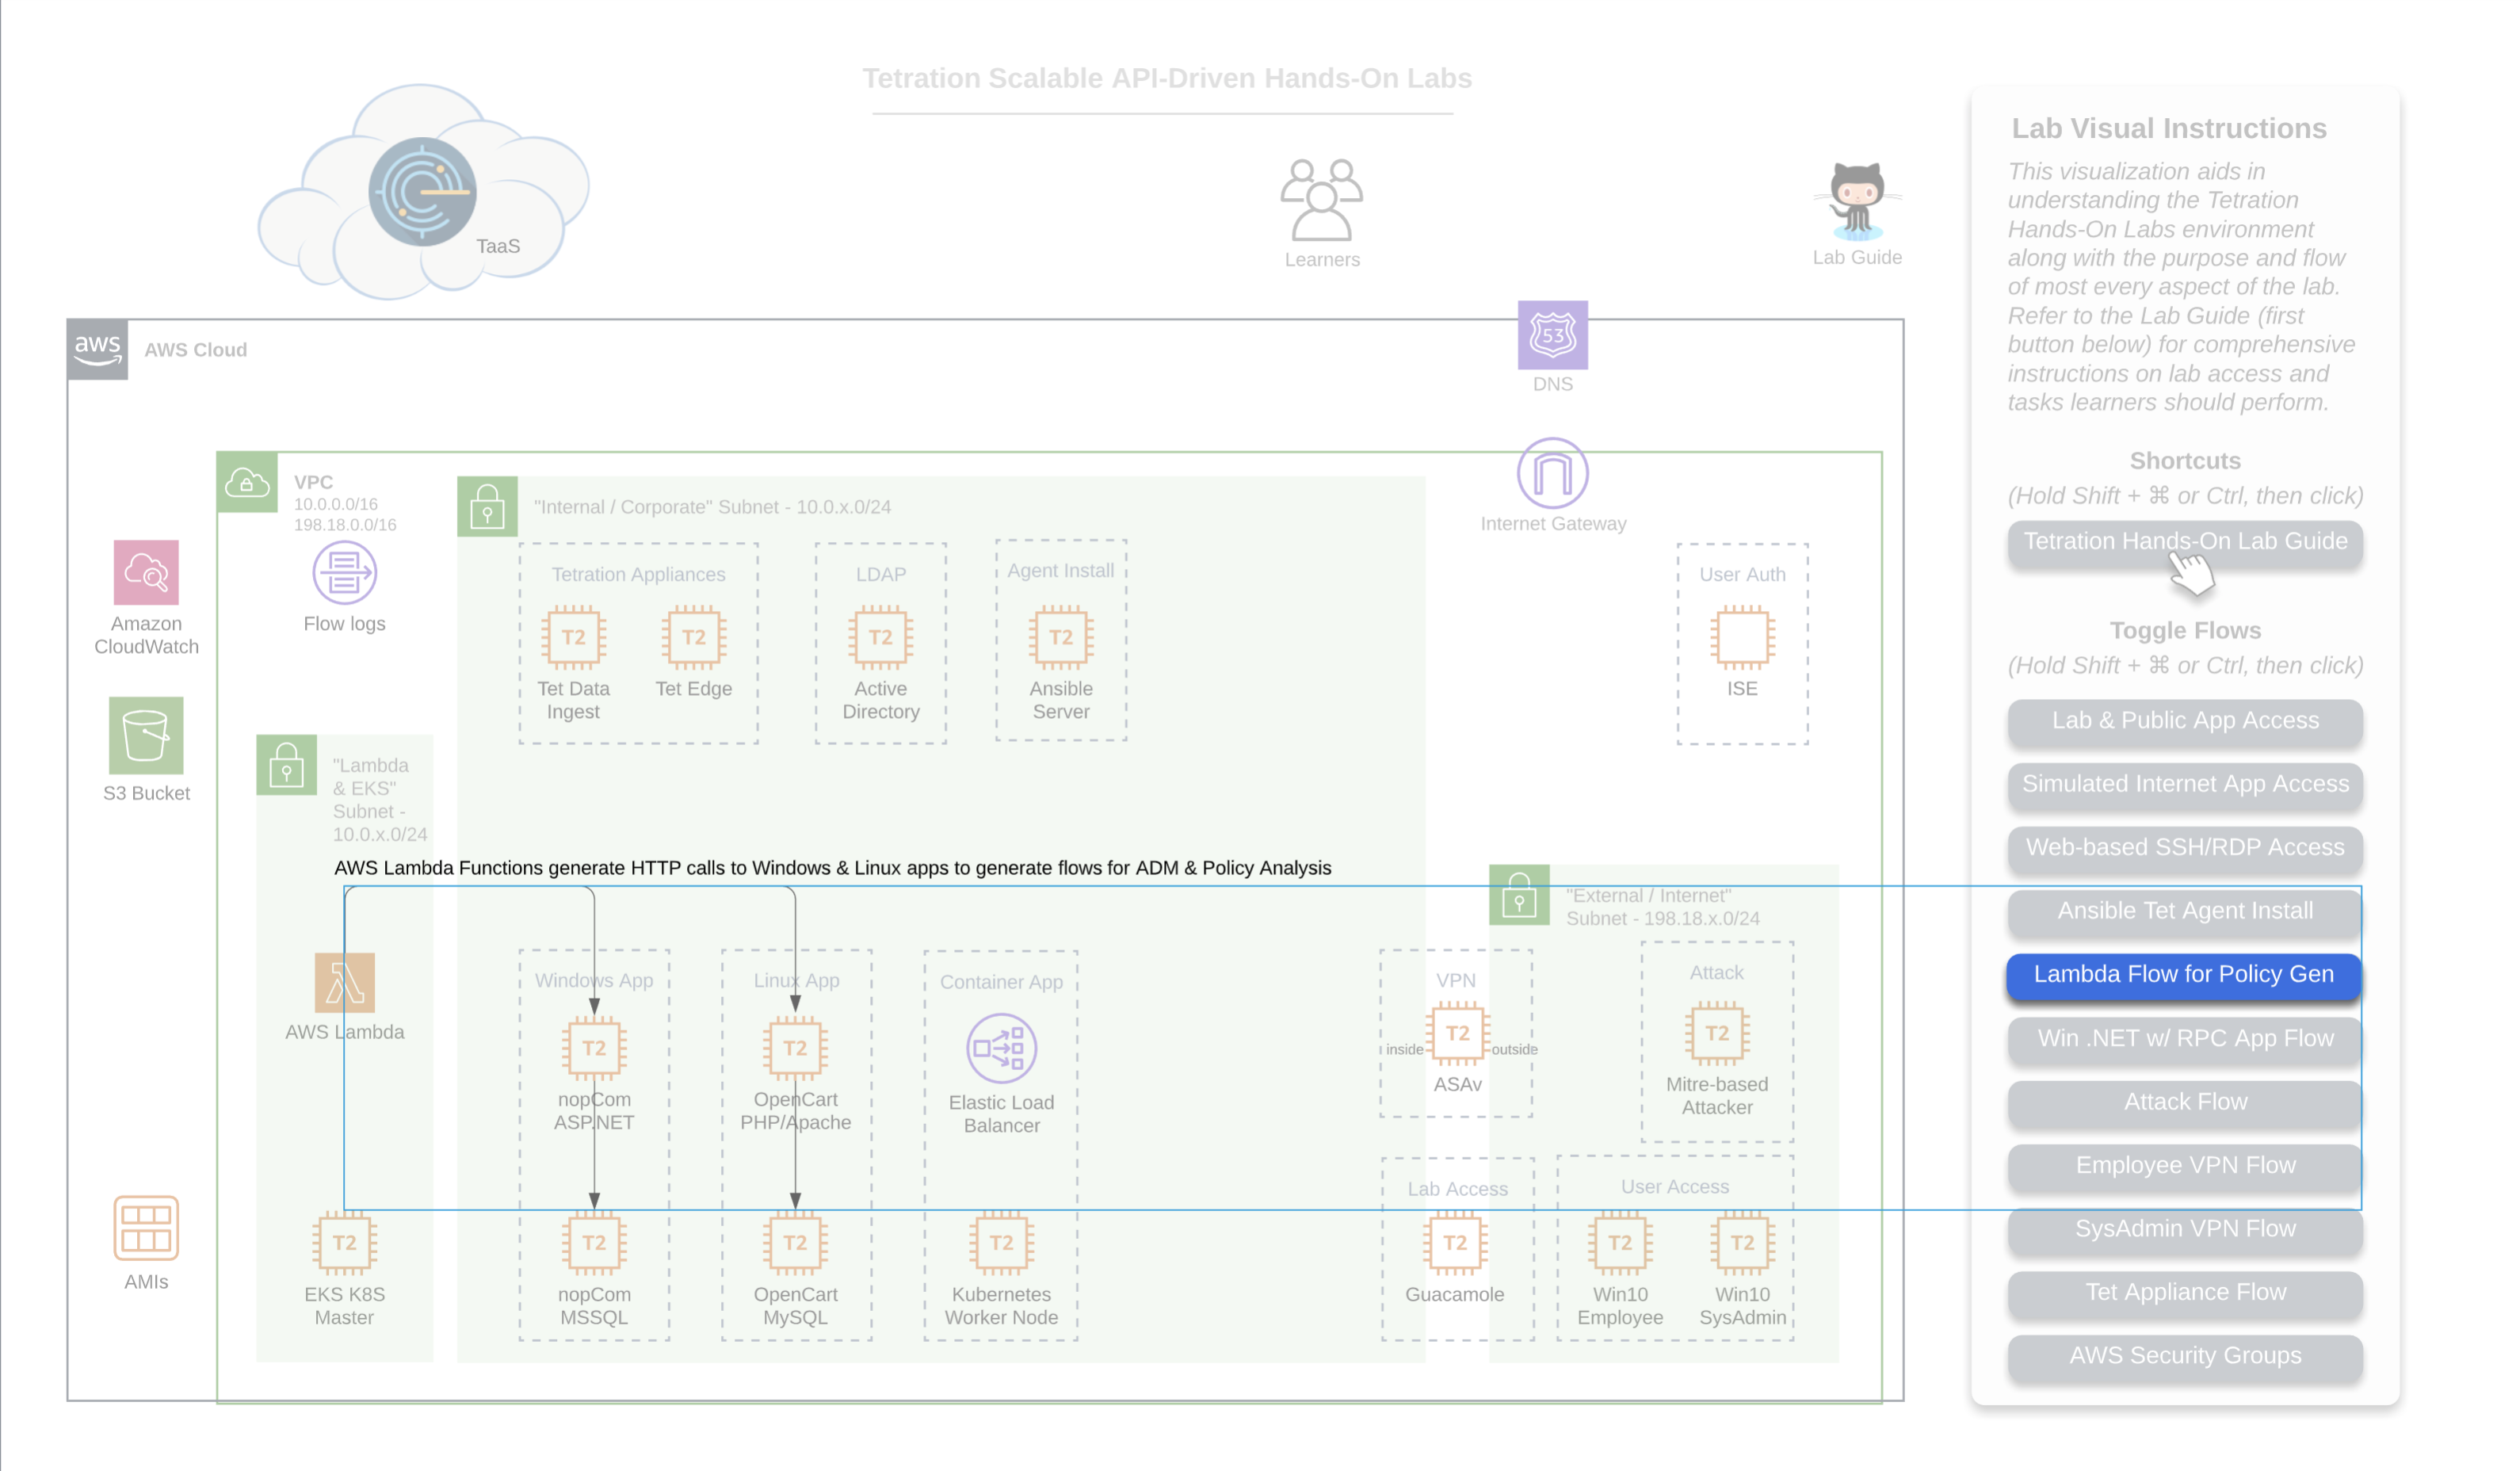 Tetration Scalable API-Driven Hands-On Labs
TaaS
Learners
Lab Guide
aws
AWS Cloud
53
DNS
Internet Gateway
VPC
10.0.0.0/16
198.18.0.0/16
Flow logs
Amazon
CloudWatch
S3 Bucket
AMIs
"Internal / Corporate" Subnet - 10.0.x.0/24
Tetration Appliances
T2
Tet Data
Ingest
T2
Tet Edge
LDAP
T2
Active
Directory
Agent Install
T2
Ansible
Server
User Auth
ISE
"Lambda
& EKS"
Subnet -
10.0.x.0/24
AWS Lambda Functions generate HTTP calls to Windows & Linux apps to generate flows for ADM & Policy Analysis
AWS Lambda
T2
EKS K8S
Master
Windows App
T2
nopCom
ASP.NET
T2
nopCom
MSSQL
Linux App
T2
OpenCart
PHP/Apache
T2
OpenCart
MySQL
Container App
Elastic Load
Balancer
T2
Kubernetes
Worker Node
"External / Internet"
Subnet - 198.18.x.0/24
VPN
T2
inside
outside
ASAv
Attack
T2
Mitre-based
Attacker
Lab Access
T2
Guacamole
User Access
T2
Win10
Employee
T2
Win10
SysAdmin
Lab Visual Instructions
This visualization aids in
understanding the Tetration
Hands-On Labs environment
along with the purpose and flow
of most every aspect of the lab.
Refer to the Lab Guide (first
button below) for comprehensive
instructions on lab access and
tasks learners should perform.
Shortcuts
(Hold Shift + ⌘ or Ctrl, then click)
Tetration Hands-On Lab Guide
Toggle Flows
(Hold Shift + ⌘ or Ctrl, then click)
Lab & Public App Access
Simulated Internet App Access
Web-based SSH/RDP Access
Ansible Tet Agent Install
Lambda Flow for Policy Gen
Win .NET w/ RPC App Flow
Attack Flow
Employee VPN Flow
SysAdmin VPN Flow
Tet Appliance Flow
AWS Security Groups